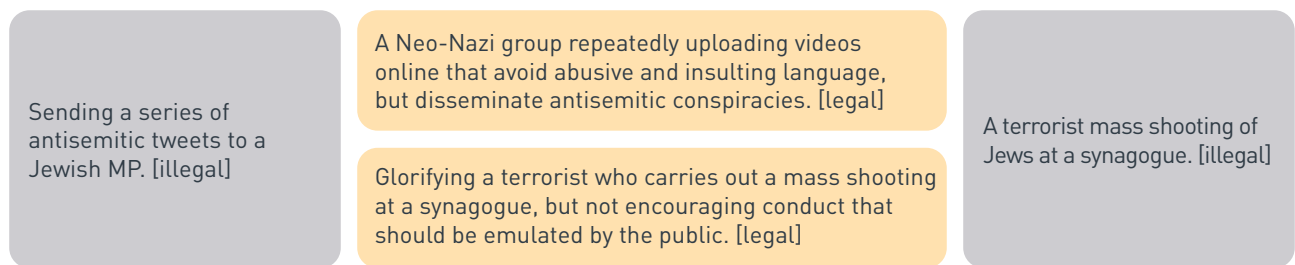 Sending a series of
antisemitic tweets to a
Jewish MP. [illegal]
A Neo-Nazi group repeatedly uploading videos
online that avoid abusive and insulting language,
but disseminate antisemitic conspiracies. [legal]
Glorifying a terrorist who carries out a mass shooting
at a synagogue, but not encouraging conduct that
should be emulated by the public. [legal]
A terrorist mass shooting of
Jews at a synagogue. [illegal]